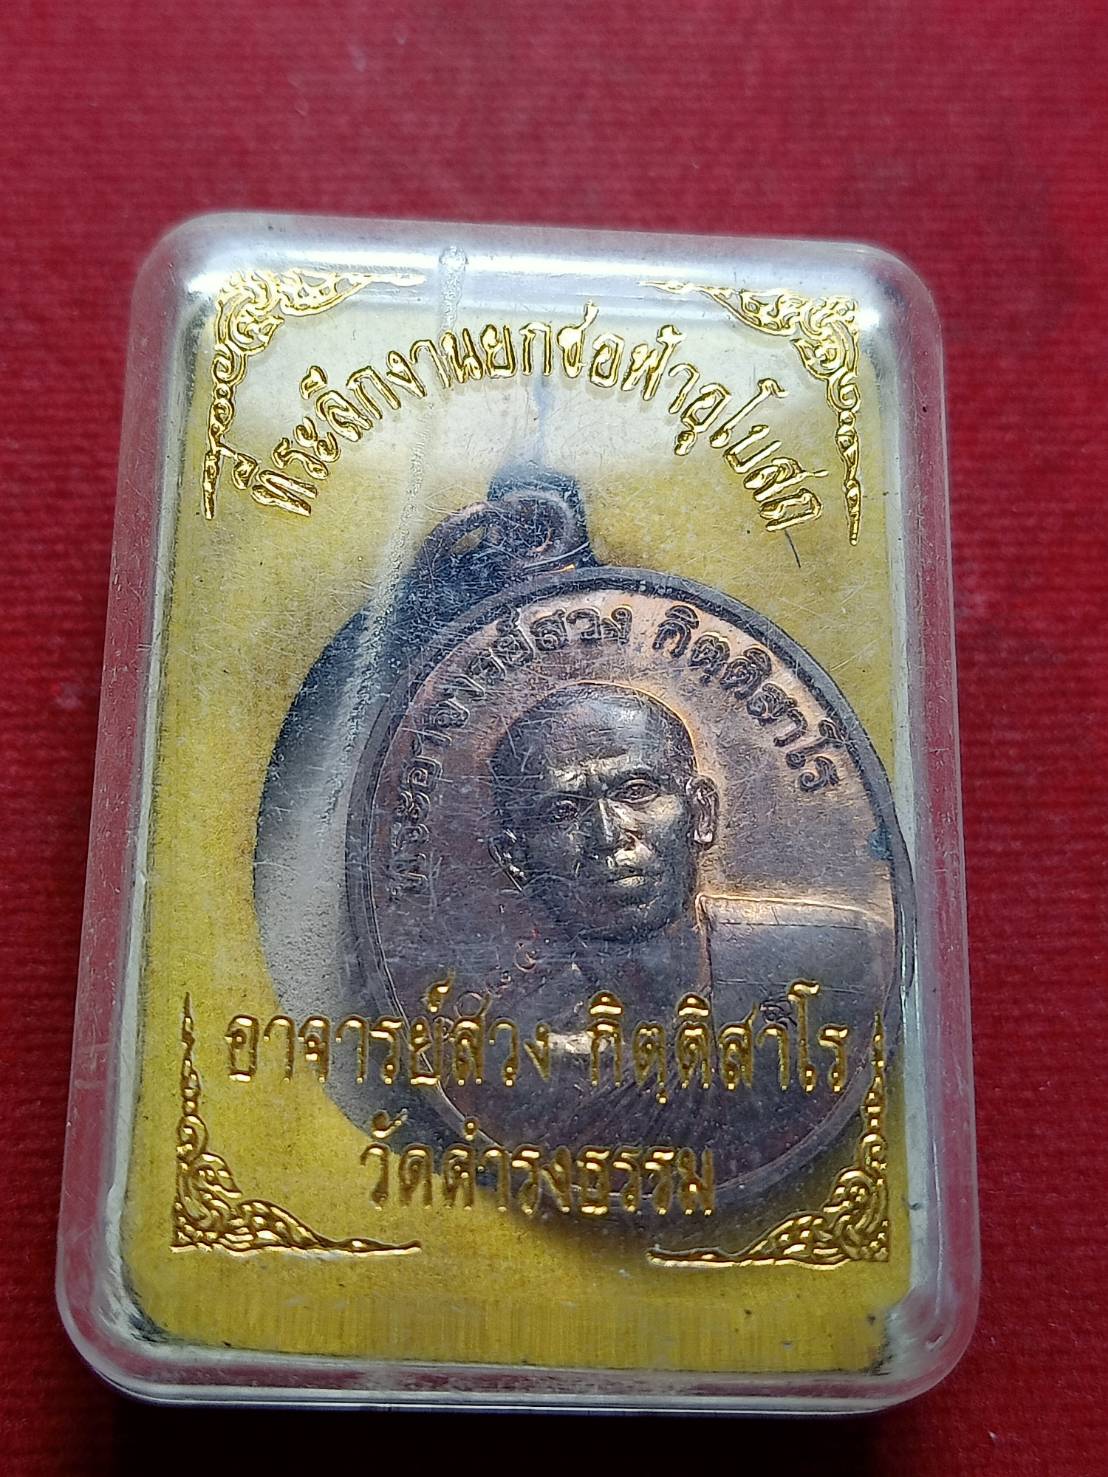 ที่ระลึกงานยกช่อฟ้าอุโบสถ
พระอาจารย์สวง กิตฺติสาโร
อาจารย์สวง กิตฺติสาโร
วัดดำรงธรรม